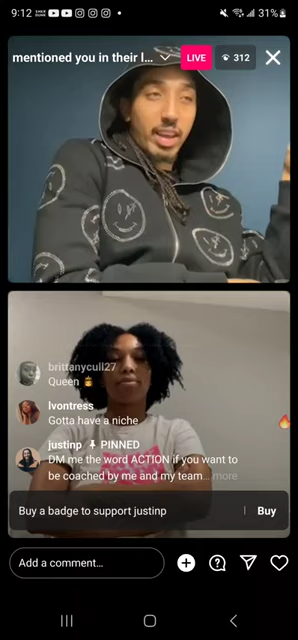 9:12
31%
mentioned you in their l...
LIVE
312
brittanycull27
Queen
lvontress
Gotta have a niche
justinp PINNED
DM me the word ACTION if you want to
be coached by me and my team... more
Buy a badge to support justinp
Buy
Add a comment...